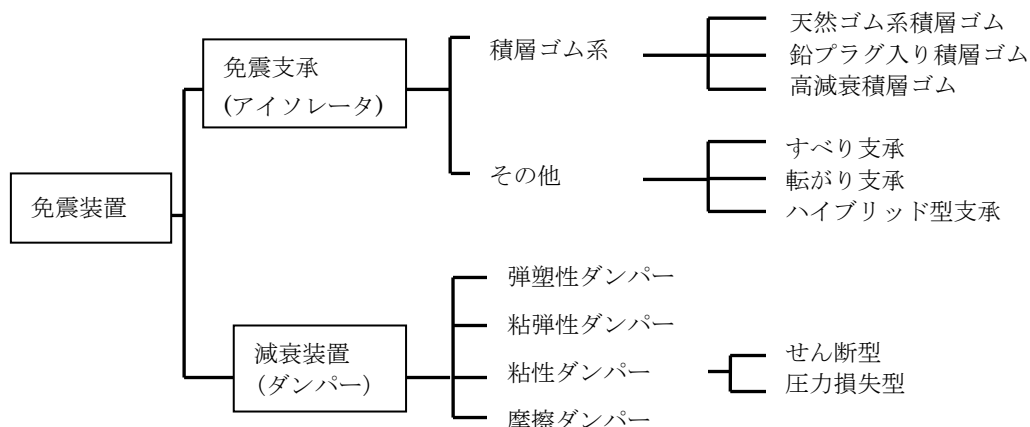 免震装置
免震支承
(アイソレータ)
積層ゴム系
天然ゴム系積層ゴム
鉛プラグ入り積層ゴム
高減衰積層ゴム
その他
すべり支承
転がり支承
ハイブリッド型支承
減衰装置
(ダンパー)
弾塑性ダンパー
粘弾性ダンパー
粘性ダンパー
せん断型
圧力損失型
摩擦ダンパー